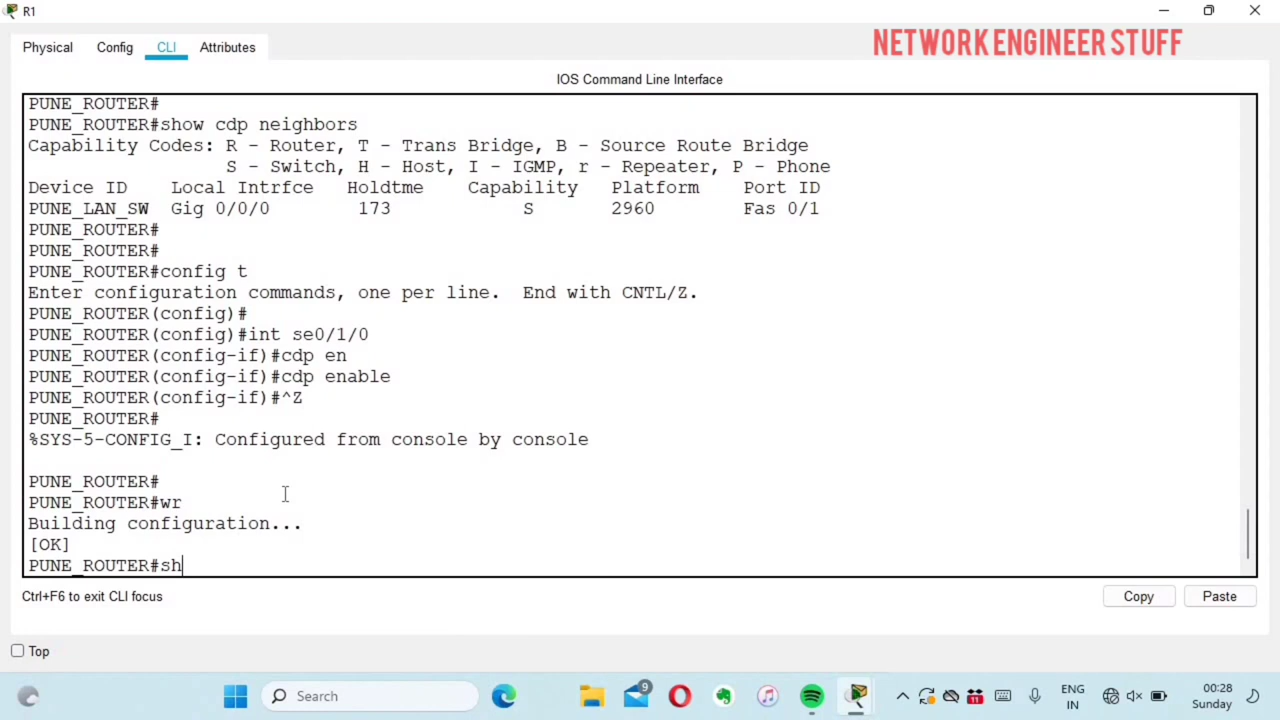 R1
Physical Config CLI Attributes
NETWORK ENGINEER STUFF
IOS Command Line Interface
PUNE_ROUTER#
PUNE_ROUTER#show cdp neighbors
Capability Codes: R - Router, T - Trans Bridge, B - Source Route Bridge
S - Switch, H - Host, I - IGMP, r - Repeater, P - Phone
Device ID Local Intrfce Holdtme Capability Platform Port ID
PUNE_LAN_SW Gig 0/0/0 173 S 2960 Fas 0/1
PUNE_ROUTER#
PUNE_ROUTER#
PUNE_ROUTER#config t
Enter configuration commands, one per line. End with CNTL/Z.
PUNE_ROUTER(config)#
PUNE_ROUTER(config)#int se0/1/0
PUNE_ROUTER(config-if)#cdp en
PUNE_ROUTER(config-if)#cdp enable
PUNE_ROUTER(config-if)#^Z
PUNE_ROUTER#
%SYS-5-CONFIG_I: Configured from console by console
PUNE_ROUTER#
PUNE_ROUTER#wr
Building configuration...
[OK]
PUNE_ROUTER#sh
Ctrl+F6 to exit CLI focus
Copy Paste
Top
Search
9
11
ENG
IN
00:28
Sunday